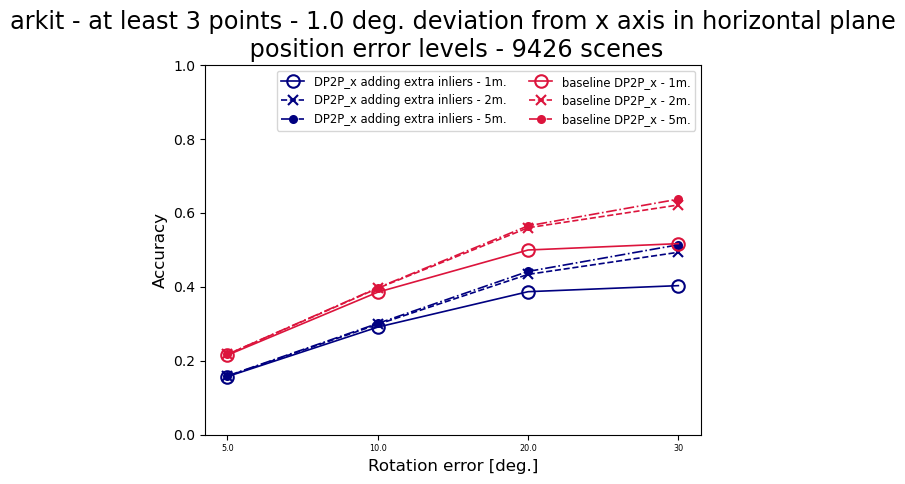 arkit - at least 3 points - 1.0 deg. deviation from x axis in horizontal plane
position error levels - 9426 scenes
DP2P_x adding extra inliers - 1m.
DP2P_x adding extra inliers - 2m.
DP2P_x adding extra inliers - 5m.
baseline DP2P_x - 1m.
baseline DP2P_x - 2m.
baseline DP2P_x - 5m.
Accuracy
1.0
0.8
0.6
0.4
0.2
0.0
5.0 10.0 20.0 30
Rotation error [deg.]